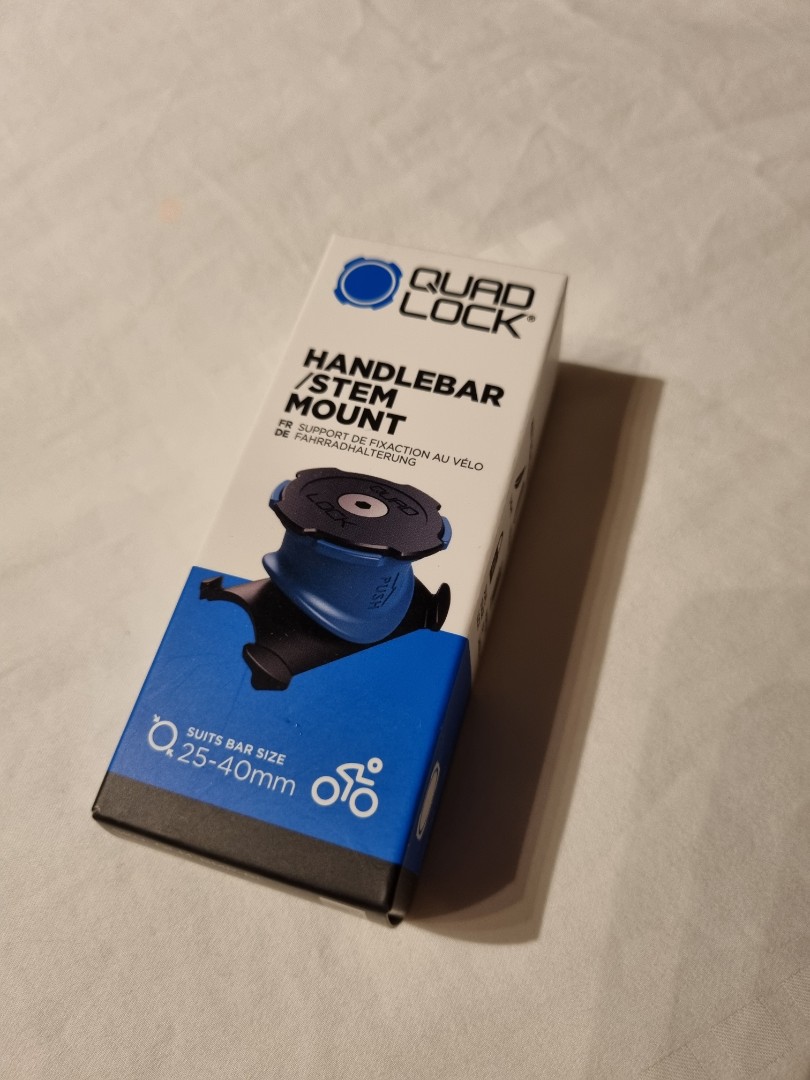 QUAD
LOCK®
HANDLEBAR
/STEM
MOUNT
FR SUPPORT DE FIXACTION AU VÉLO
DE FAHRRADHALTERUNG
QUAD
LOCK
PUSH
SUITS BAR SIZE
25-40mm